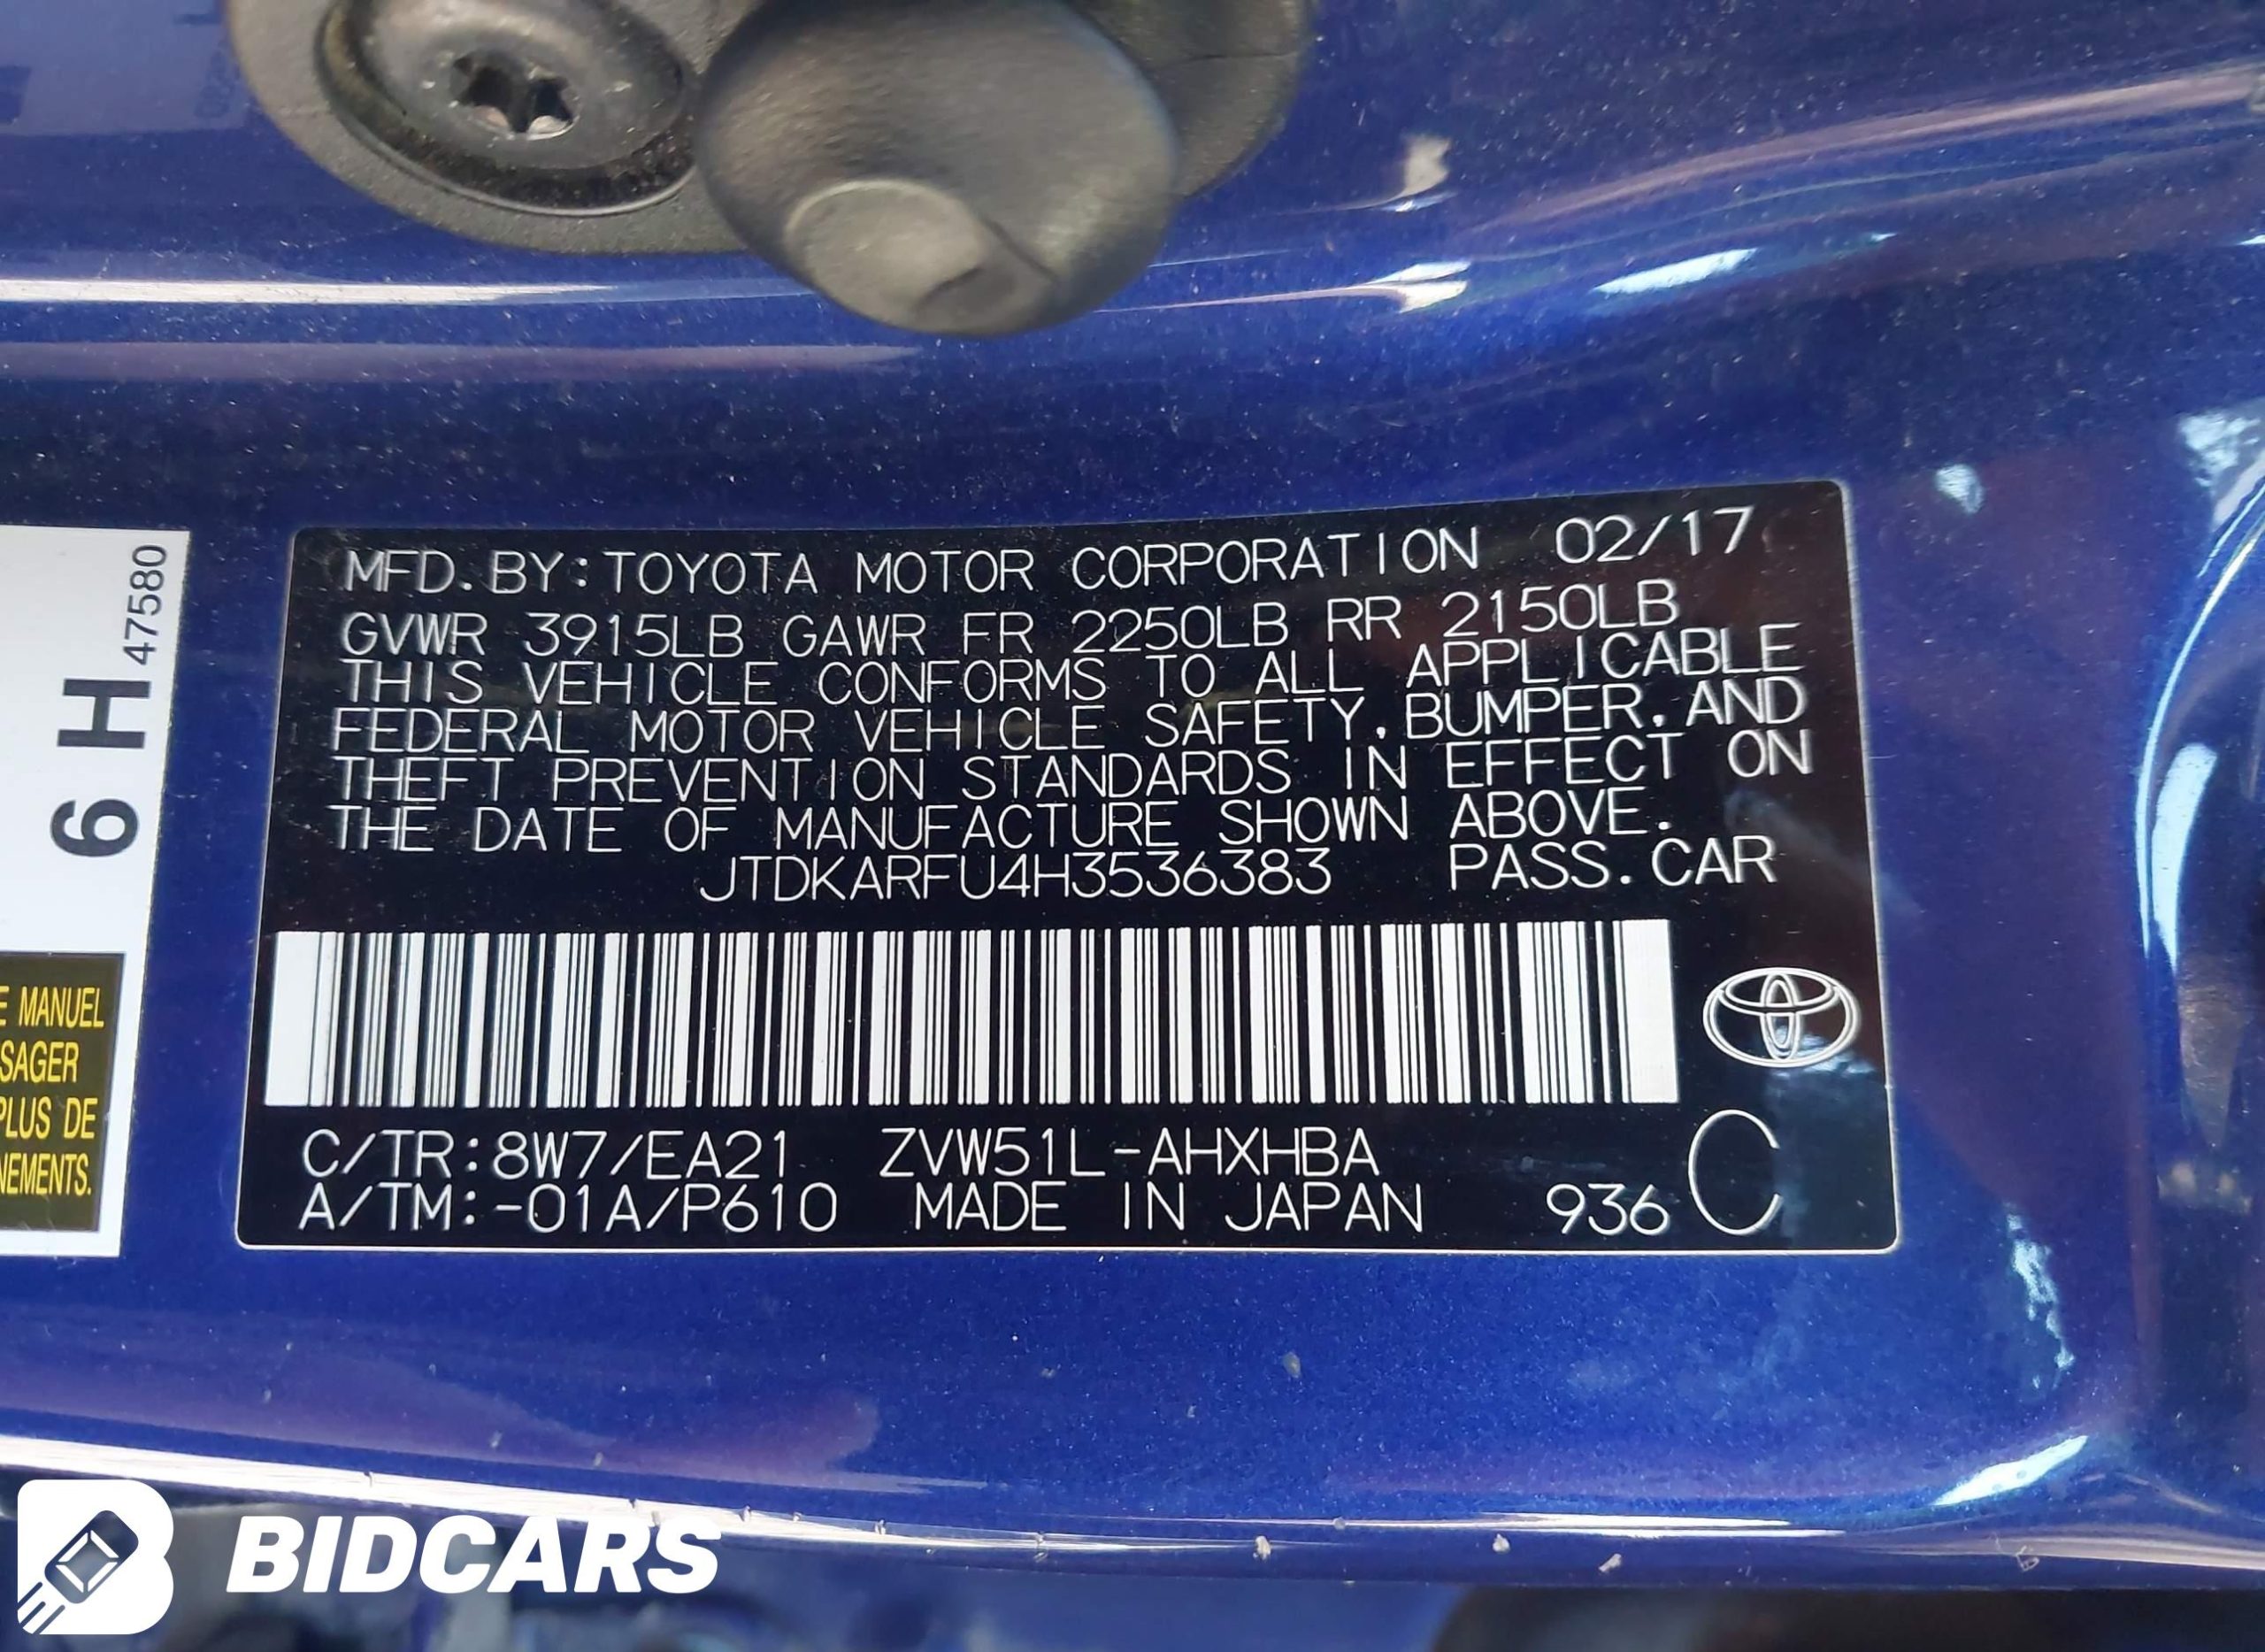 MFD. BY: TOYOTA MOTOR CORPORATION 02/17
GVWR 3915LB GAWR FR 2250LB RR 2150LB
THIS VEHICLE CONFORMS TO ALL APPLICABLE
FEDERAL MOTOR VEHICLE SAFETY, BUMPER, AND
THEFT PREVENTION STANDARDS IN EFFECT ON
THE DATE OF MANUFACTURE SHOWN ABOVE.
JTDKARFU4H3536383 PASS. CAR
C/TR: 8W7/EA21 ZVW51L-AHXHBA
A/TM: -01A/P610 MADE IN JAPAN 936 C
6 H 47580
E MANUEL
SAGER
PLUS DE
NEMENTS.
BIDCARS